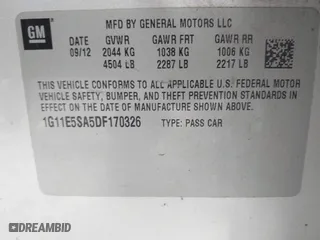 GM
MFD BY GENERAL MOTORS LLC
DATE GVWR GAWR FRT GAWR RR
09/12 2044 KG 1038 KG 1006 KG
4504 LB 2287 LB 2217 LB
THIS VEHICLE CONFORMS TO ALL APPLICABLE U.S. FEDERAL MOTOR
VEHICLE SAFETY, BUMPER, AND THEFT PREVENTION STANDARDS IN
EFFECT ON THE DATE OF MANUFACTURE SHOWN ABOVE.
1G11E5SA5DF170326 TYPE: PASS CAR
DREAMBID